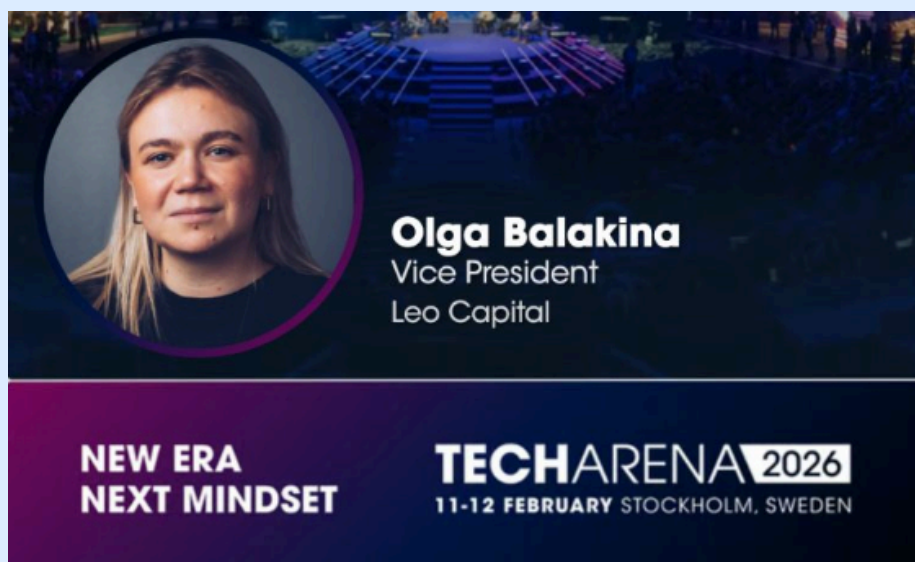 Olga Balakina
Vice President
Leo Capital
NEW ERA
NEXT MINDSET
TECHARENA 2026
11-12 FEBRUARY STOCKHOLM, SWEDEN